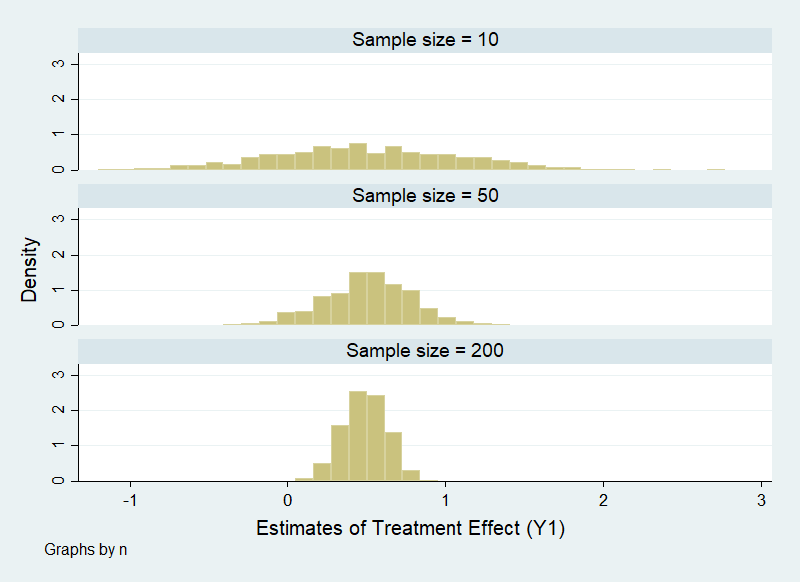 Sample size = 10
3
2
1
0
Sample size = 50
3
2
1
0
Density
Sample size = 200
3
2
1
0
-1 0 1 2 3
Estimates of Treatment Effect (Y1)
Graphs by n